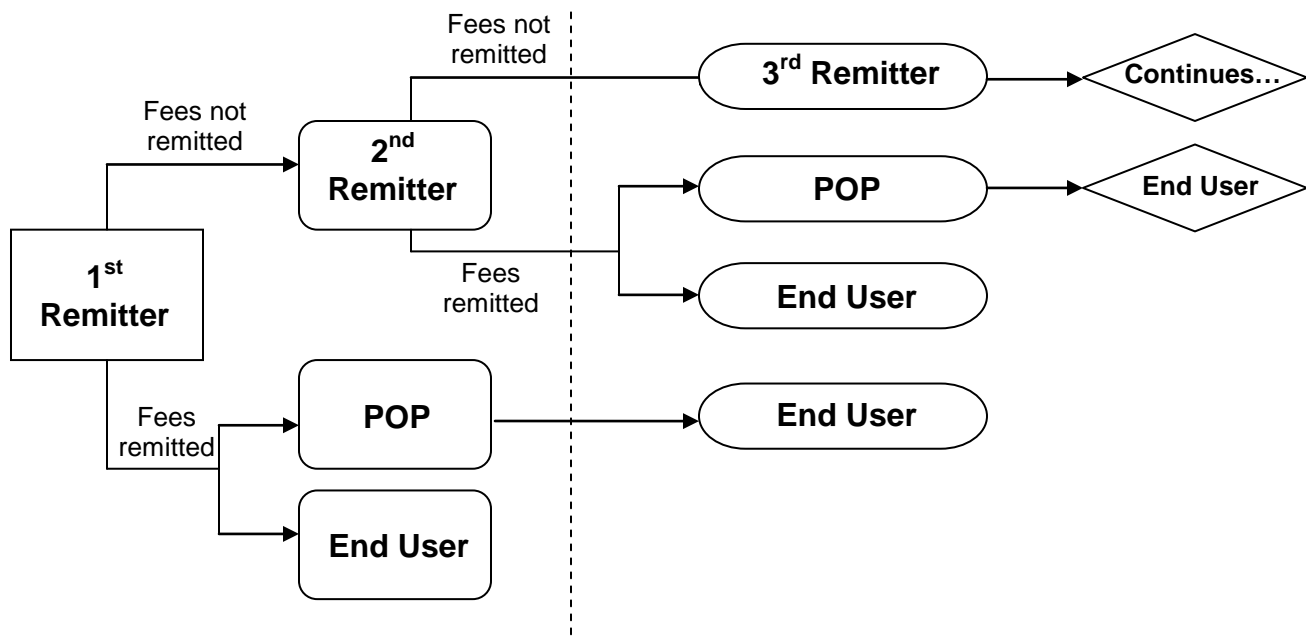 Fees not
remitted
3rd Remitter
Continues...
Fees not
remitted
2nd
Remitter
POP
End User
1st
Remitter
Fees
remitted
End User
Fees
remitted
POP
End User
End User